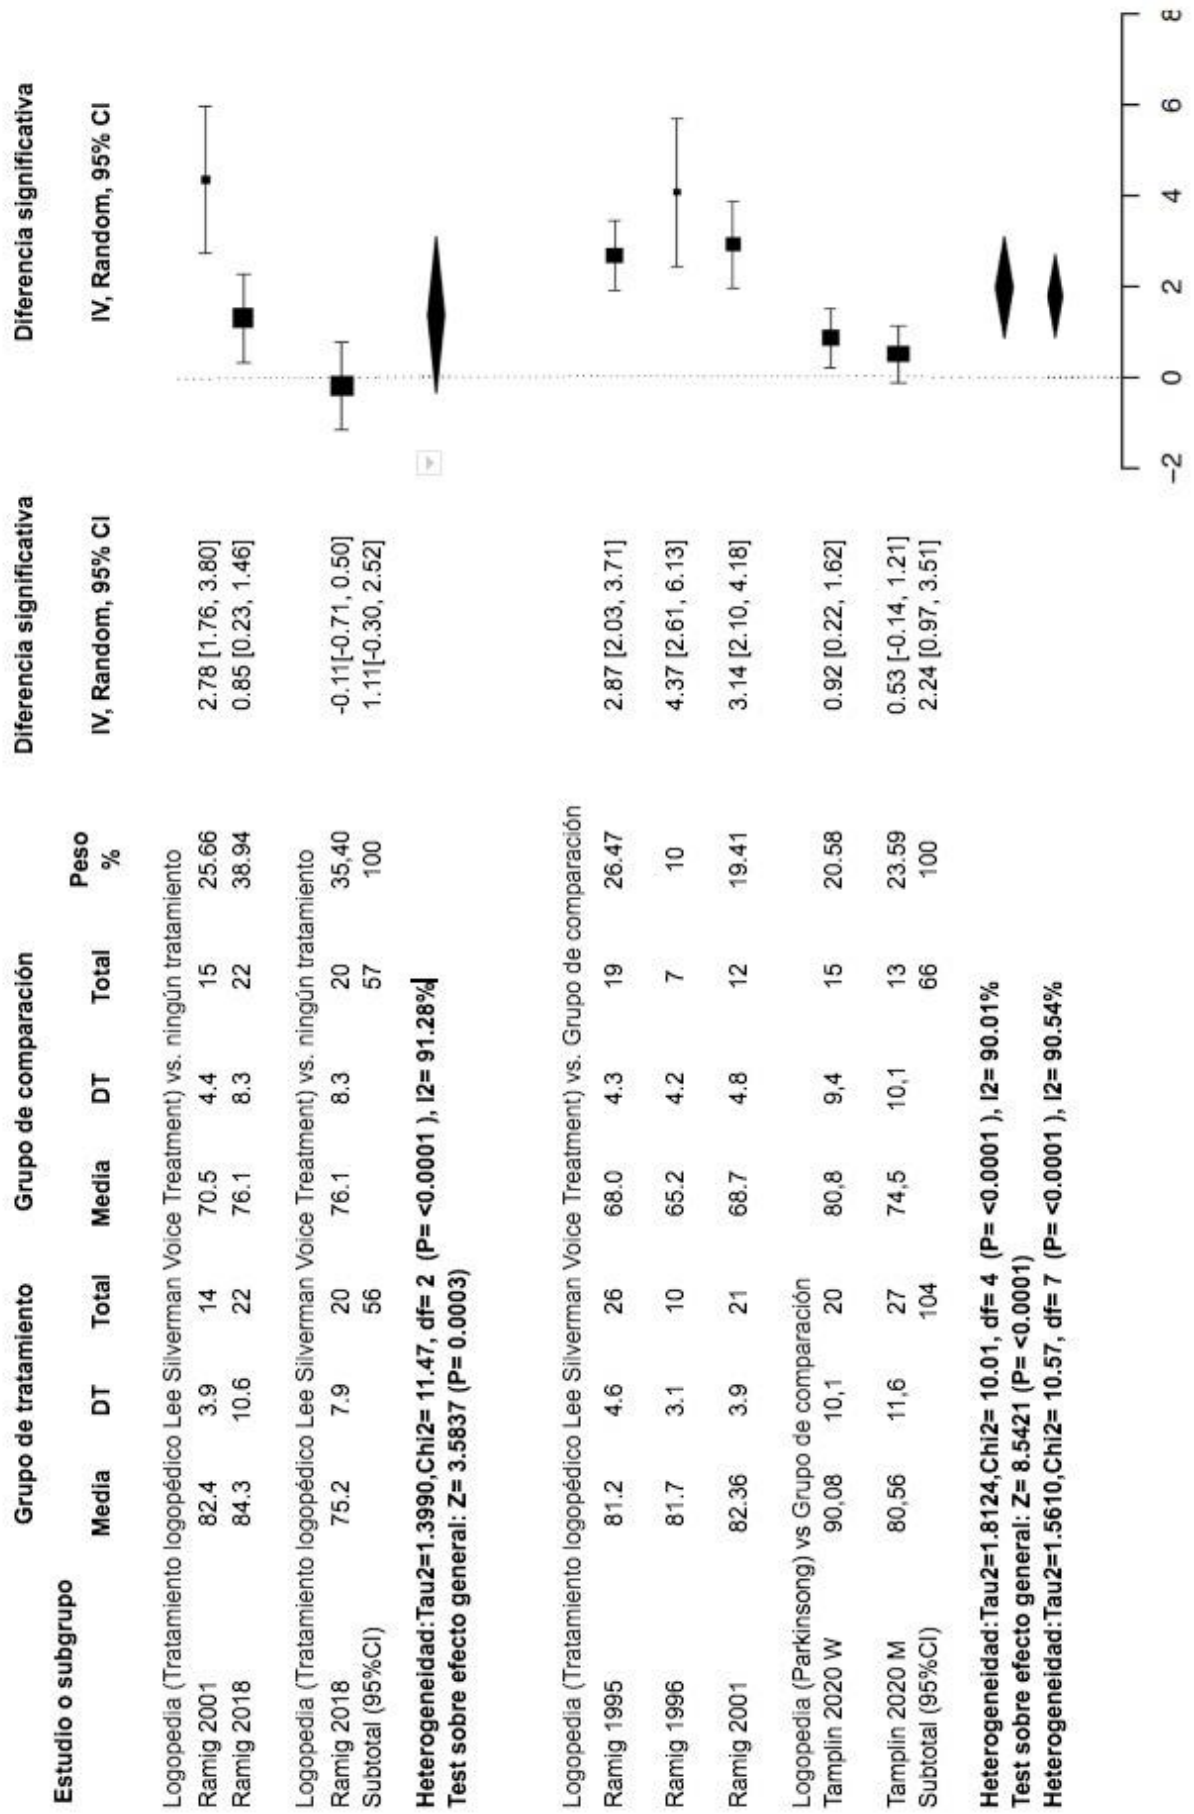 Grupo de tratamiento Grupo de comparación Diferencia significativa Diferencia significativa
Estudio o subgrupo Media DT Total Media DT Total Peso % IV, Random, 95% CI IV, Random, 95% CI
Logopedia (Tratamiento logopédico Lee Silverman Voice Treatment) vs. ningún tratamiento
Ramig 2001 82.4 3.9 14 70.5 4.4 15 25.66 2.78 [1.76, 3.80]
Ramig 2018 84.3 10.6 22 76.1 8.3 22 38.94 0.85 [0.23, 1.46]
Logopedia (Tratamiento logopédico Lee Silverman Voice Treatment) vs. ningún tratamiento
Ramig 2018 75.2 7.9 20 76.1 8.3 20 35,40 -0.11[-0.71, 0.50]
Subtotal (95%CI) 56 57 100 1.11[-0.30, 2.52]
Heterogeneidad:Tau2=1.3990,Chi2= 11.47, df= 2 (P= <0.0001 ), I2= 91.28%
Test sobre efecto general: Z= 3.5837 (P= 0.0003)
Logopedia (Tratamiento logopédico Lee Silverman Voice Treatment) vs. Grupo de comparación
Ramig 1995 81.2 4.6 26 68.0 4.3 19 26.47 2.87 [2.03, 3.71]
Ramig 1996 81.7 3.1 10 65.2 4.2 7 10 4.37 [2.61, 6.13]
Ramig 2001 82.36 3.9 21 68.7 4.8 12 19.41 3.14 [2.10, 4.18]
Logopedia (Parkinsong) vs Grupo de comparación
Tamplin 2020 W 90,08 10,1 20 80,8 9,4 15 20.58 0.92 [0.22, 1.62]
Tamplin 2020 M 80,56 11,6 27 74,5 10,1 13 23.59 0.53 [-0.14, 1.21]
Subtotal (95%CI) 104 66 100 2.24 [0.97, 3.51]
Heterogeneidad:Tau2=1.8124,Chi2= 10.01, df= 4 (P= <0.0001 ), I2= 90.01%
Test sobre efecto general: Z= 8.5421 (P= <0.0001)
Heterogeneidad:Tau2=1.5610,Chi2= 10.57, df= 7 (P= <0.0001 ), I2= 90.54%
−2 0 2 4 6 8